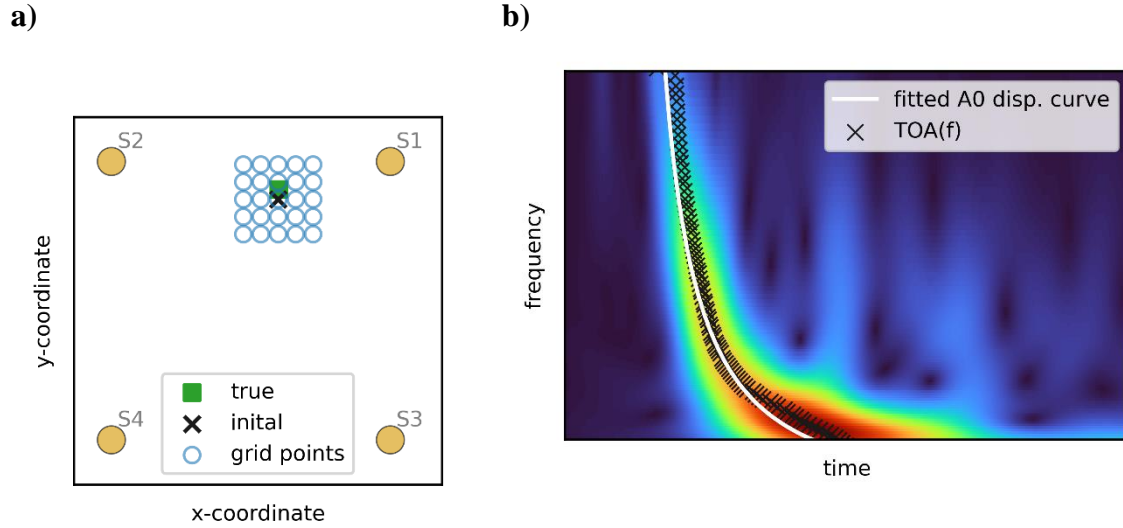 a)
S2
S1
y-coordinate
S4
S3
true
inital
grid points
x-coordinate
b)
fitted A0 disp. curve
TOA(f)
frequency
time